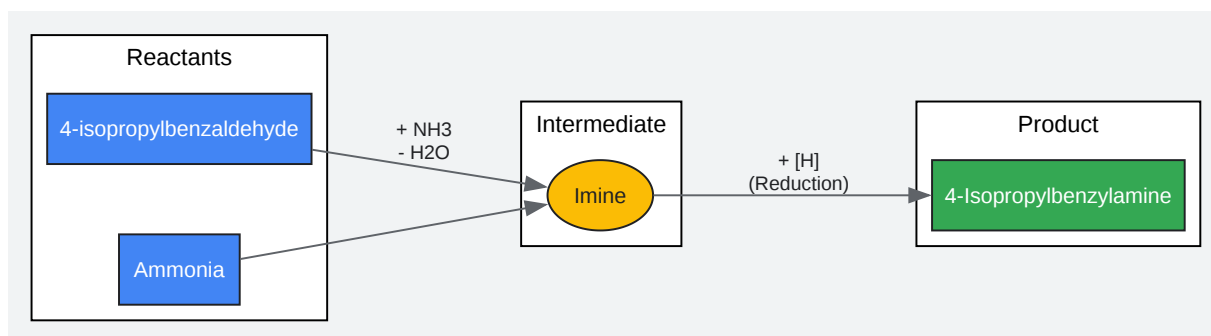 Reactants
4-isopropylbenzaldehyde
Ammonia
+ NH3
- H2O
Intermediate
Imine
+ [H]
(Reduction)
Product
4-Isopropylbenzylamine